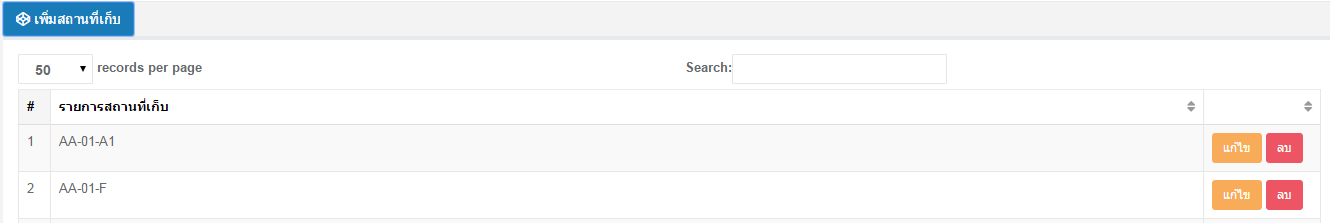 เพิ่มสถานที่เก็บ
50 records per page Search:
# รายการสถานที่เก็บ
1 AA-01-A1 แก้ไข ลบ
2 AA-01-F แก้ไข ลบ